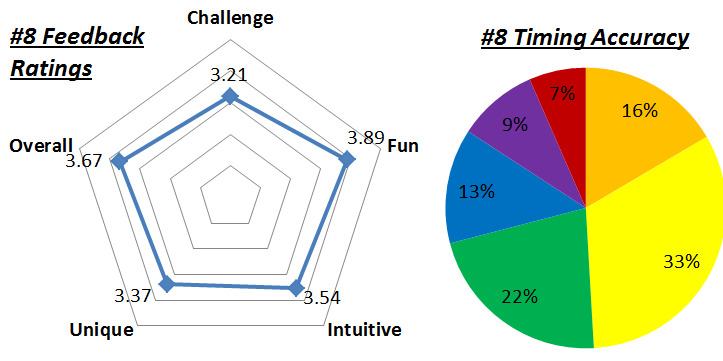 #8 Feedback
Ratings
Challenge
3.21
Fun
3.89
Intuitive
3.54
Unique
3.37
Overall
3.67
#8 Timing Accuracy
16%
33%
22%
13%
9%
7%